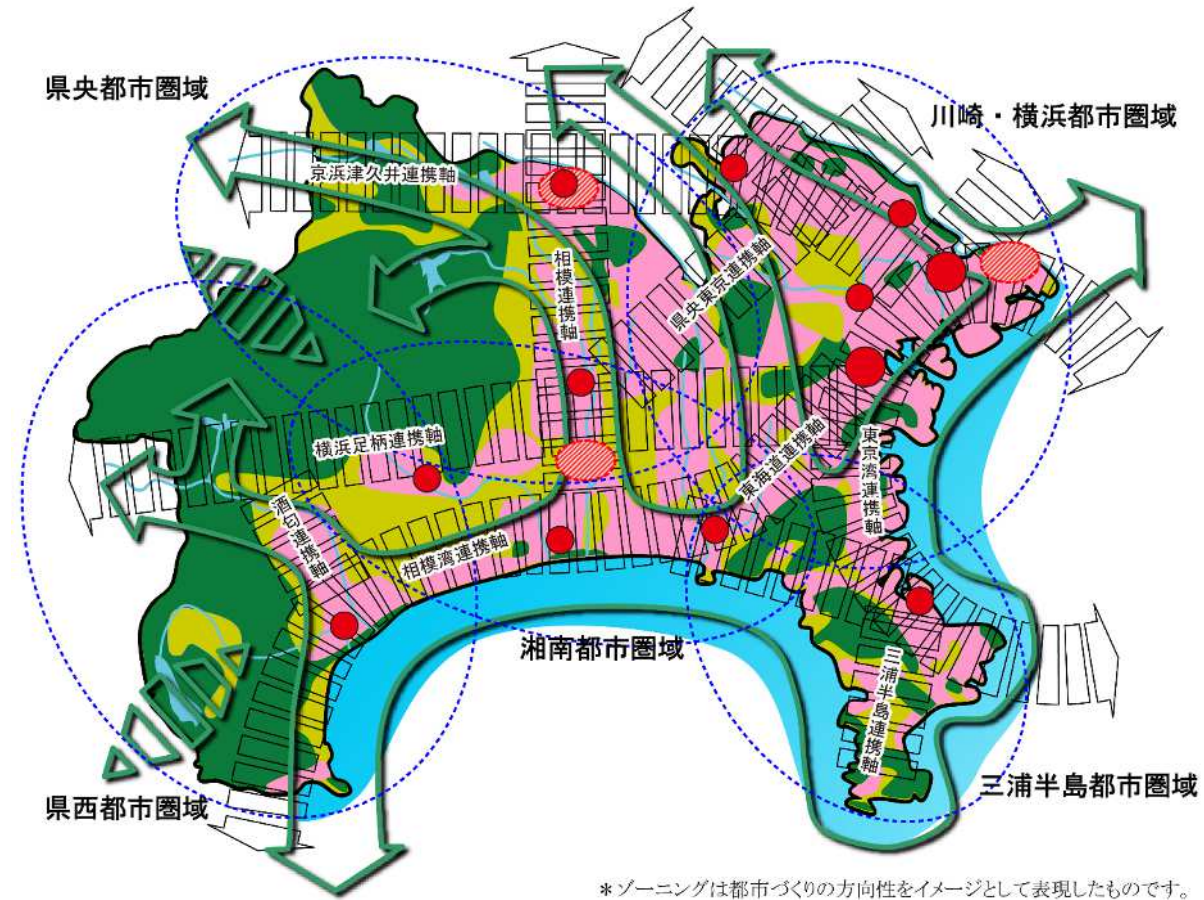 県央都市圏域
川崎・横浜都市圏域
京浜津久井連携軸
相模連携軸
県央東京連携軸
横浜足柄連携軸
東海道連携軸
東京湾連携軸
酒匂連携軸
相模湾連携軸
湘南都市圏域
三浦半島連携軸
県西都市圏域
三浦半島都市圏域
*ゾーニングは都市づくりの方向性をイメージとして表現したものです。